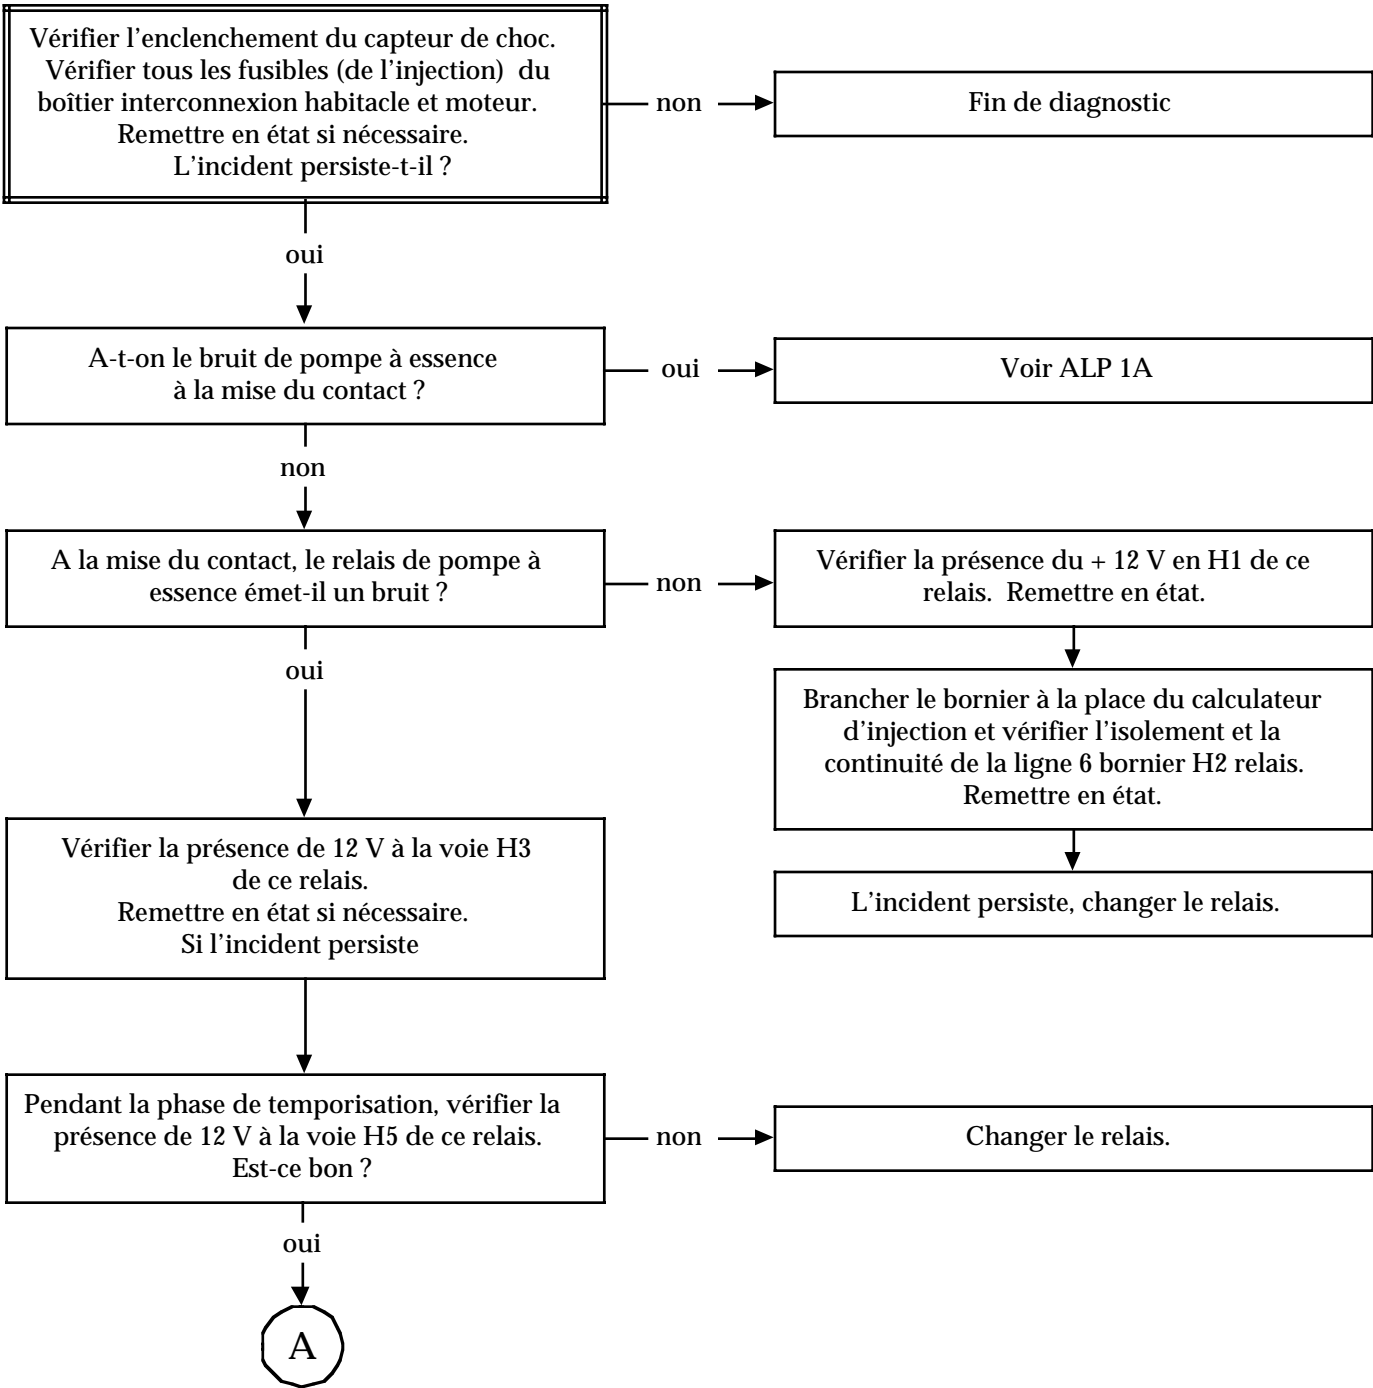 Vérifier l'enclenchement du capteur de choc.
Vérifier tous les fusibles (de l'injection) du
boîtier interconnexion habitacle et moteur.
Remettre en état si nécessaire.
L'incident persiste-t-il ?
non
Fin de diagnostic
oui
A-t-on le bruit de pompe à essence
à la mise du contact ?
oui
Voir ALP 1A
non
A la mise du contact, le relais de pompe à
essence émet-il un bruit ?
non
Vérifier la présence du + 12 V en H1 de ce
relais. Remettre en état.
oui
Brancher le bornier à la place du calculateur
d'injection et vérifier l'isolement et la
continuité de la ligne 6 bornier H2 relais.
Remettre en état.
Vérifier la présence de 12 V à la voie H3
de ce relais.
Remettre en état si nécessaire.
Si l'incident persiste
L'incident persiste, changer le relais.
Pendant la phase de temporisation, vérifier la
présence de 12 V à la voie H5 de ce relais.
Est-ce bon ?
non
Changer le relais.
oui
A